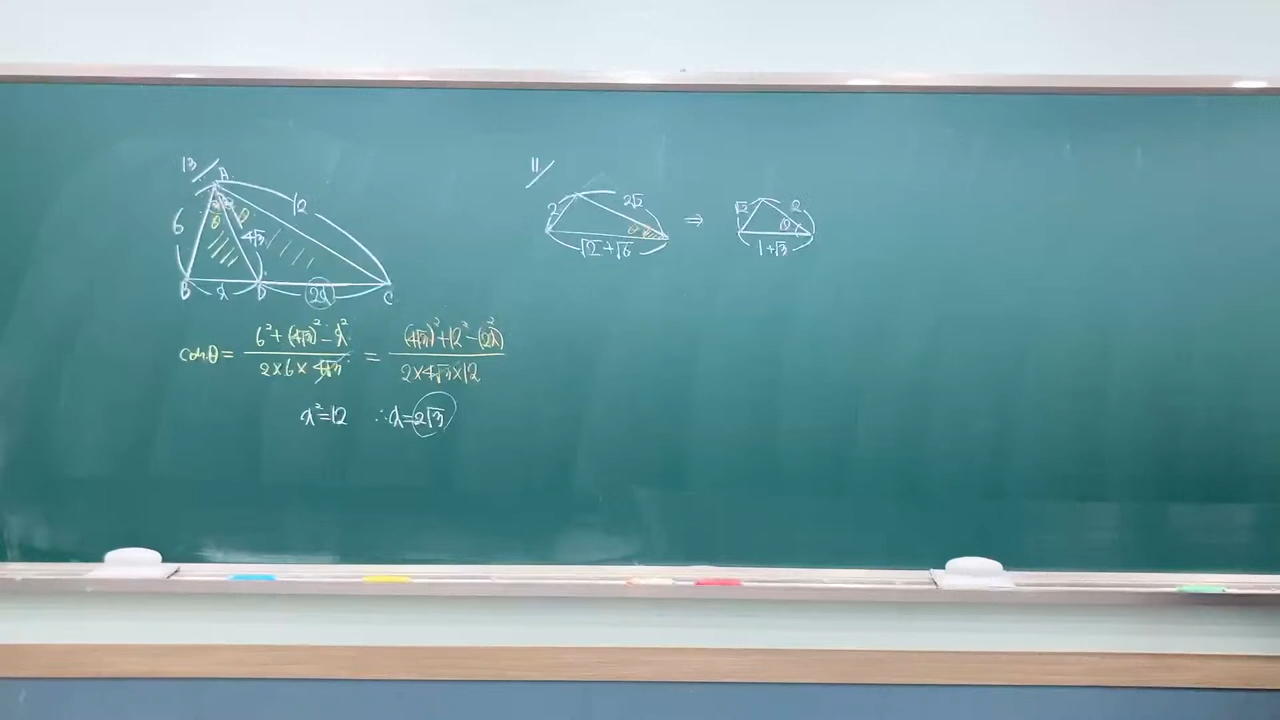 13/
A
12
6
θ θ
4√3
B x D 2x C
cosθ = (6²+(4√3)²-x²)/(2×6×4√3) = ((4√3)²+12²-(2x)²)/(2×4√3×12)
x²=12 ∴x=2√3
11/
2 2√2
θ
√2+√6
⇒
√2 2
θ
1+√3